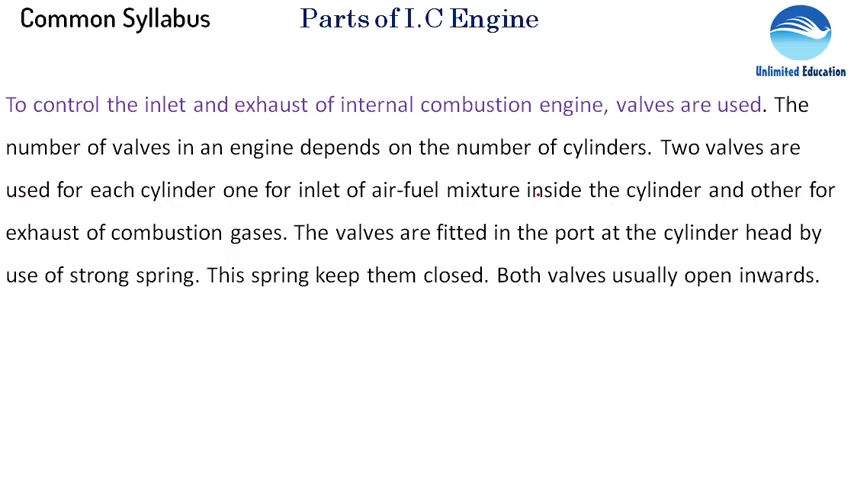 Common Syllabus
Parts of I.C Engine
Unlimited Education
To control the inlet and exhaust of internal combustion engine, valves are used. The
number of valves in an engine depends on the number of cylinders. Two valves are
used for each cylinder one for inlet of air-fuel mixture inside the cylinder and other for
exhaust of combustion gases. The valves are fitted in the port at the cylinder head by
use of strong spring. This spring keep them closed. Both valves usually open inwards.